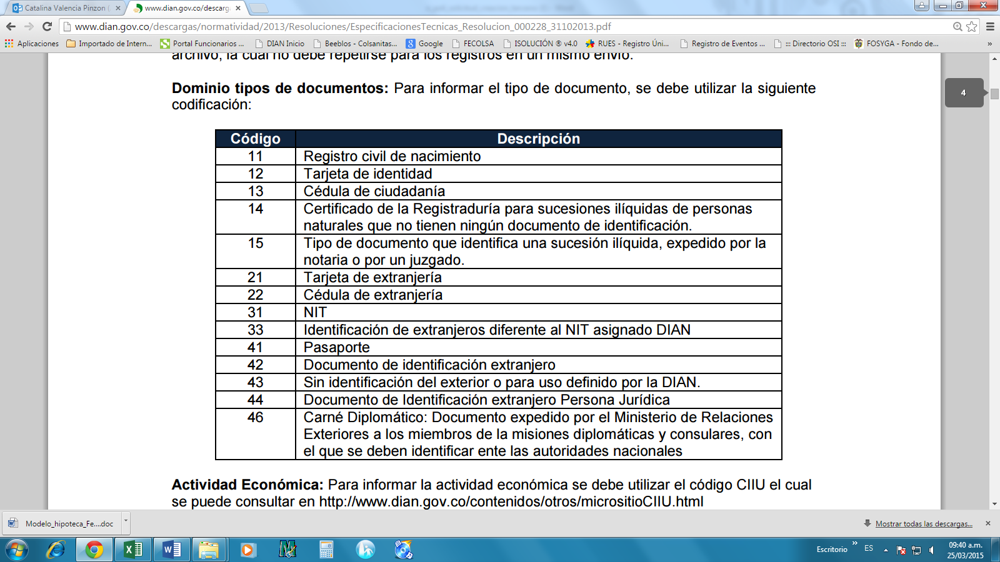 Catalina Valencia Pinzon (
www.dian.gov.co/descarga
www.dian.gov.co/descargas/normatividad/2013/Resoluciones/EspecificacionesTecnicas_Resolucion_000228_31102013.pdf
Aplicaciones Importado de Intern... Portal Funcionarios ... DIAN Inicio Beeblos - Colsanitas... Google FECOLSA ISOLUCIÓN ® v4.0 RUES - Registro Úni... Registro de Eventos ... ::: Directorio OSI ::: FOSYGA - Fondo de... »
archivo, la cual no debe repetirse para los registros en un mismo envío.
Dominio tipos de documentos: Para informar el tipo de documento, se debe utilizar la siguiente
codificación:
4
Código Descripción
11 Registro civil de nacimiento
12 Tarjeta de identidad
13 Cédula de ciudadanía
14 Certificado de la Registraduría para sucesiones ilíquidas de personas
naturales que no tienen ningún documento de identificación.
15 Tipo de documento que identifica una sucesión ilíquida, expedido por la
notaria o por un juzgado.
21 Tarjeta de extranjería
22 Cédula de extranjería
31 NIT
33 Identificación de extranjeros diferente al NIT asignado DIAN
41 Pasaporte
42 Documento de identificación extranjero
43 Sin identificación del exterior o para uso definido por la DIAN.
44 Documento de Identificación extranjero Persona Jurídica
46 Carné Diplomático: Documento expedido por el Ministerio de Relaciones
Exteriores a los miembros de la misiones diplomáticas y consulares, con
el que se deben identificar ente las autoridades nacionales
Actividad Económica: Para informar la actividad económica se debe utilizar el código CIIU el cual
se puede consultar en http://www.dian.gov.co/contenidos/otros/micrositioCIIU.html
Modelo_hipoteca_Fe....doc
Mostrar todas las descargas...
Escritorio » ES
09:40 a.m.
25/03/2015